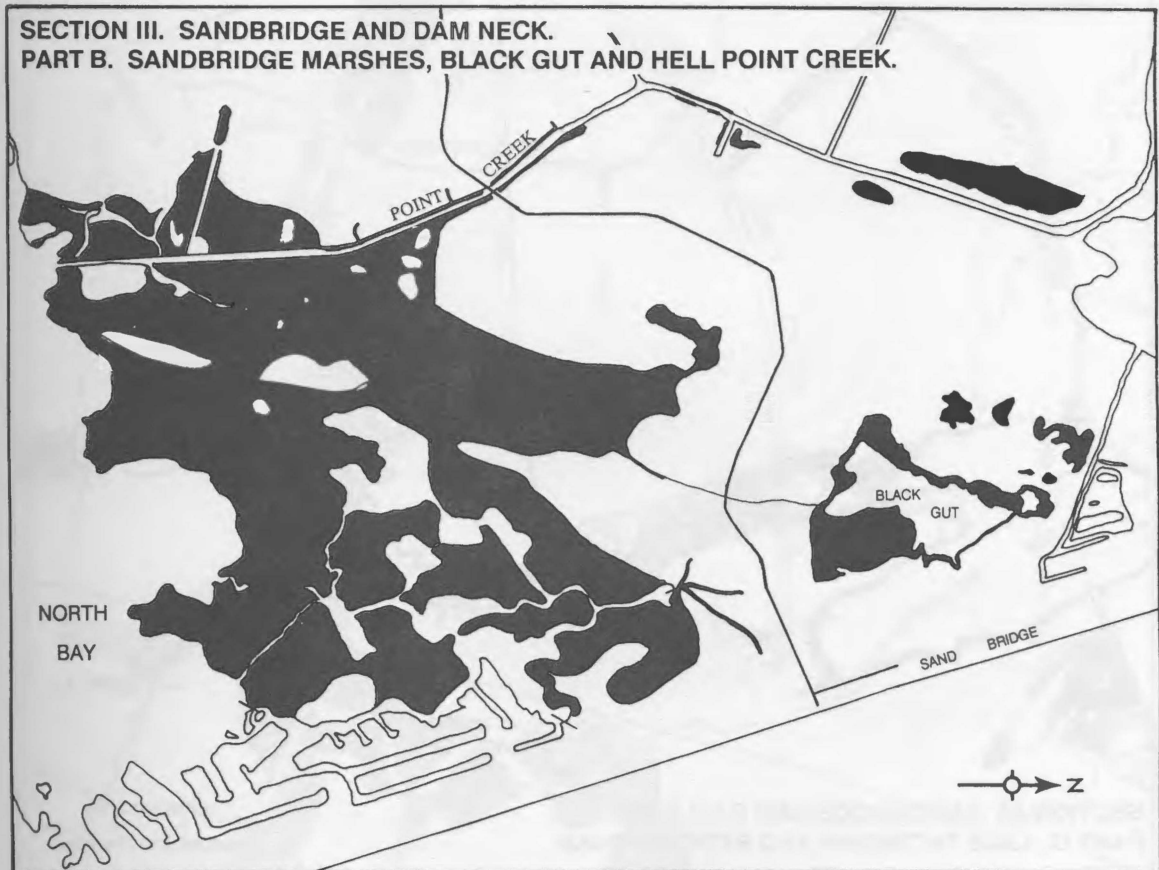 SECTION III. SANDBRIDGE AND DAM NECK.
PART B. SANDBRIDGE MARSHES, BLACK GUT AND HELL POINT CREEK.
POINT CREEK
BLACK
GUT
NORTH
BAY
SAND BRIDGE
N